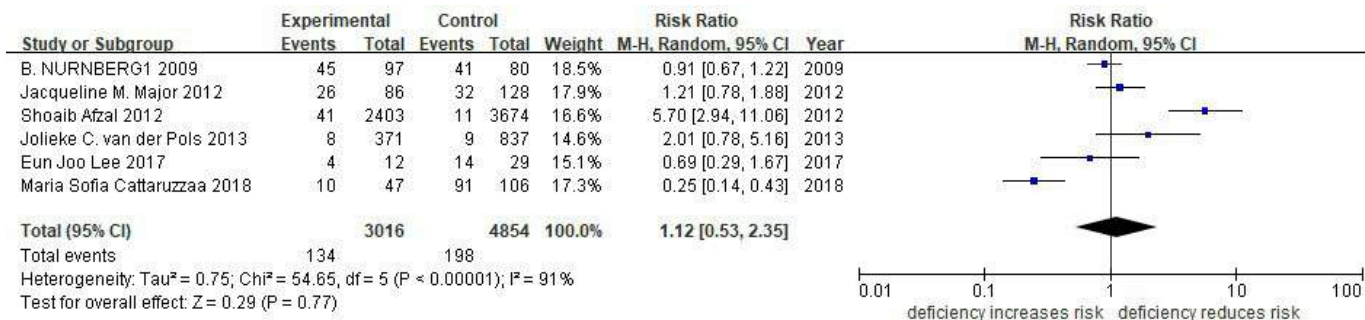 Experimental Control Risk Ratio Risk Ratio
Study or Subgroup Events Total Events Total Weight M-H, Random, 95% CI Year M-H, Random, 95% CI
B. NURNBERG1 2009 45 97 41 80 18.5% 0.91 [0.67, 1.22] 2009
Jacqueline M. Major 2012 26 86 32 128 17.9% 1.21 [0.78, 1.88] 2012
Shoaib Afzal 2012 41 2403 11 3674 16.6% 5.70 [2.94, 11.06] 2012
Jolieke C. van der Pols 2013 8 371 9 837 14.6% 2.01 [0.78, 5.16] 2013
Eun Joo Lee 2017 4 12 14 29 15.1% 0.69 [0.29, 1.67] 2017
Maria Sofia Cattaruzzaa 2018 10 47 91 106 17.3% 0.25 [0.14, 0.43] 2018
Total (95% CI) 3016 4854 100.0% 1.12 [0.53, 2.35]
Total events 134 198
Heterogeneity: Tau² = 0.75; Chi² = 54.65, df = 5 (P < 0.00001); I² = 91%
Test for overall effect: Z = 0.29 (P = 0.77)
0.01 0.1 1 10 100
deficiency increases risk deficiency reduces risk